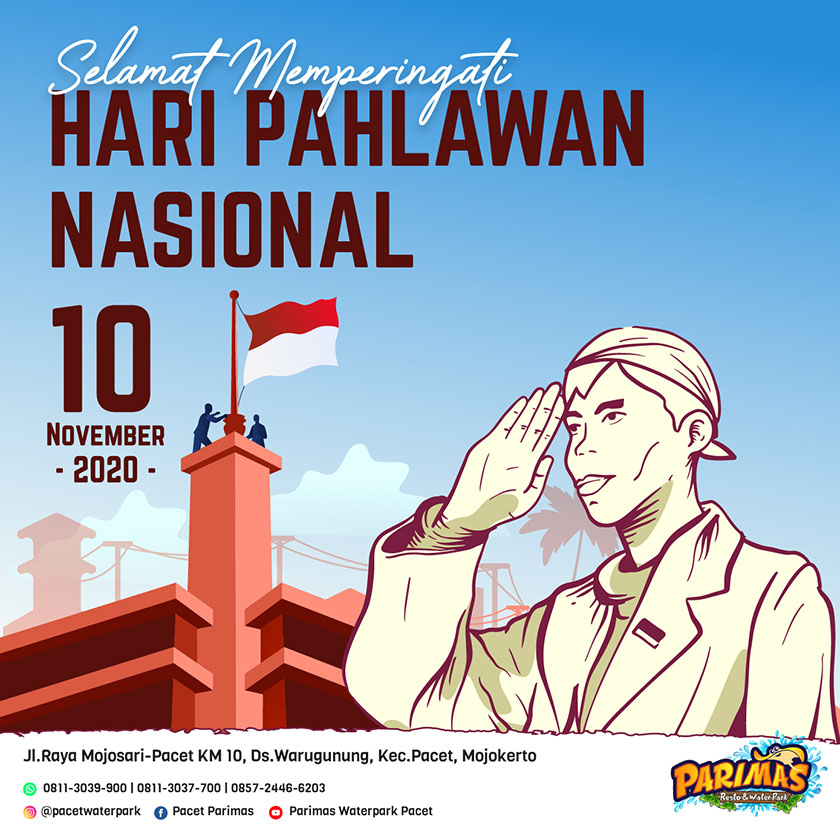 Selamat Memperingati
HARI PAHLAWAN
NASIONAL
10
NOVEMBER
- 2020 -
Jl.Raya Mojosari-Pacet KM 10, Ds.Warugunung, Kec.Pacet, Mojokerto
0811-3039-900 | 0811-3037-700 | 0857-2446-6203
@pacetwaterpark Pacet Parimas Parimas Waterpark Pacet
PARIMAS
Resto & Water Park